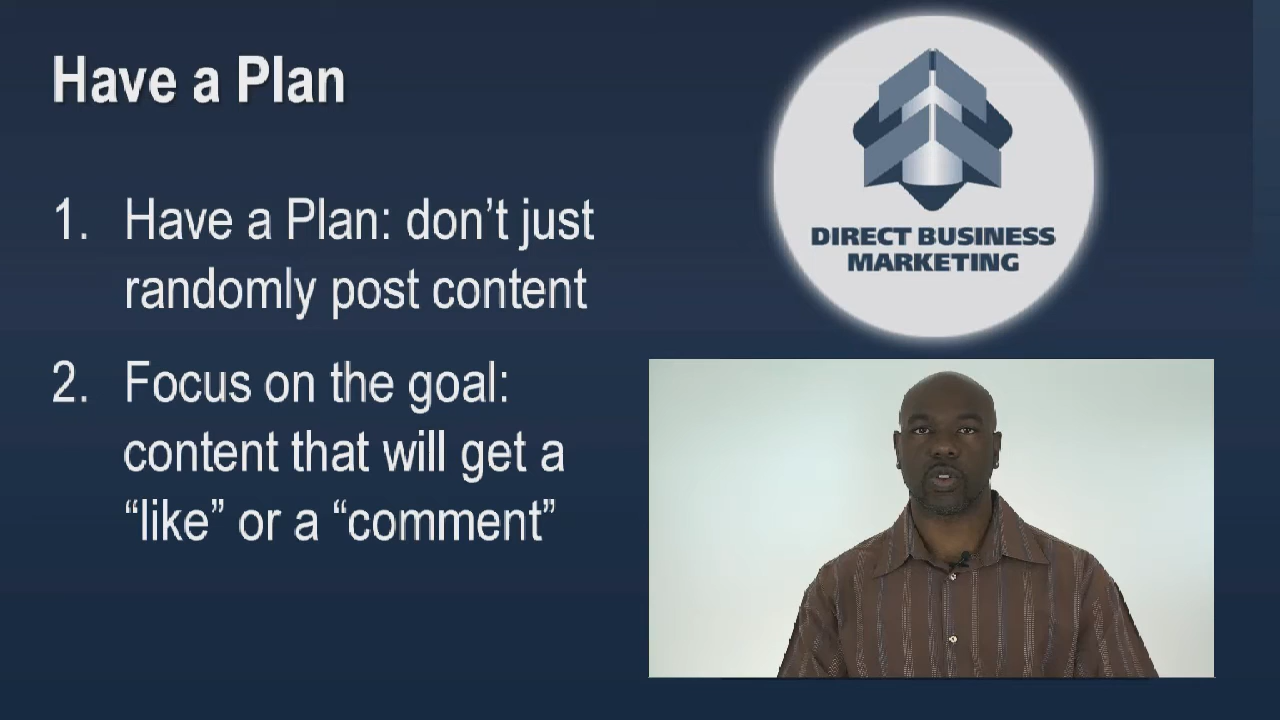 Have a Plan
1. Have a Plan: don’t just
randomly post content
2. Focus on the goal:
content that will get a
“like” or a “comment”
DIRECT BUSINESS
MARKETING